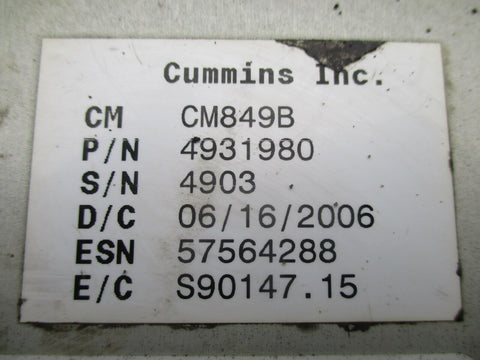 Cummins Inc.
CM CM849B
P/N 4931980
S/N 4903
D/C 06/16/2006
ESN 57564288
E/C S90147.15